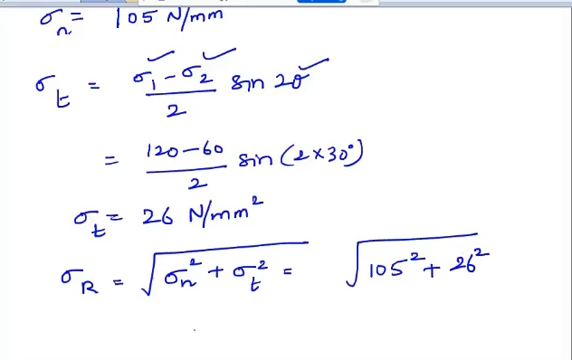 σn = 105 N/mm
σt = (σ1 - σ2)/2 sin 2θ
= (120-60)/2 sin (2×30°)
σt = 26 N/mm²
σR = √(σn² + σt²) = √(105² + 26²)